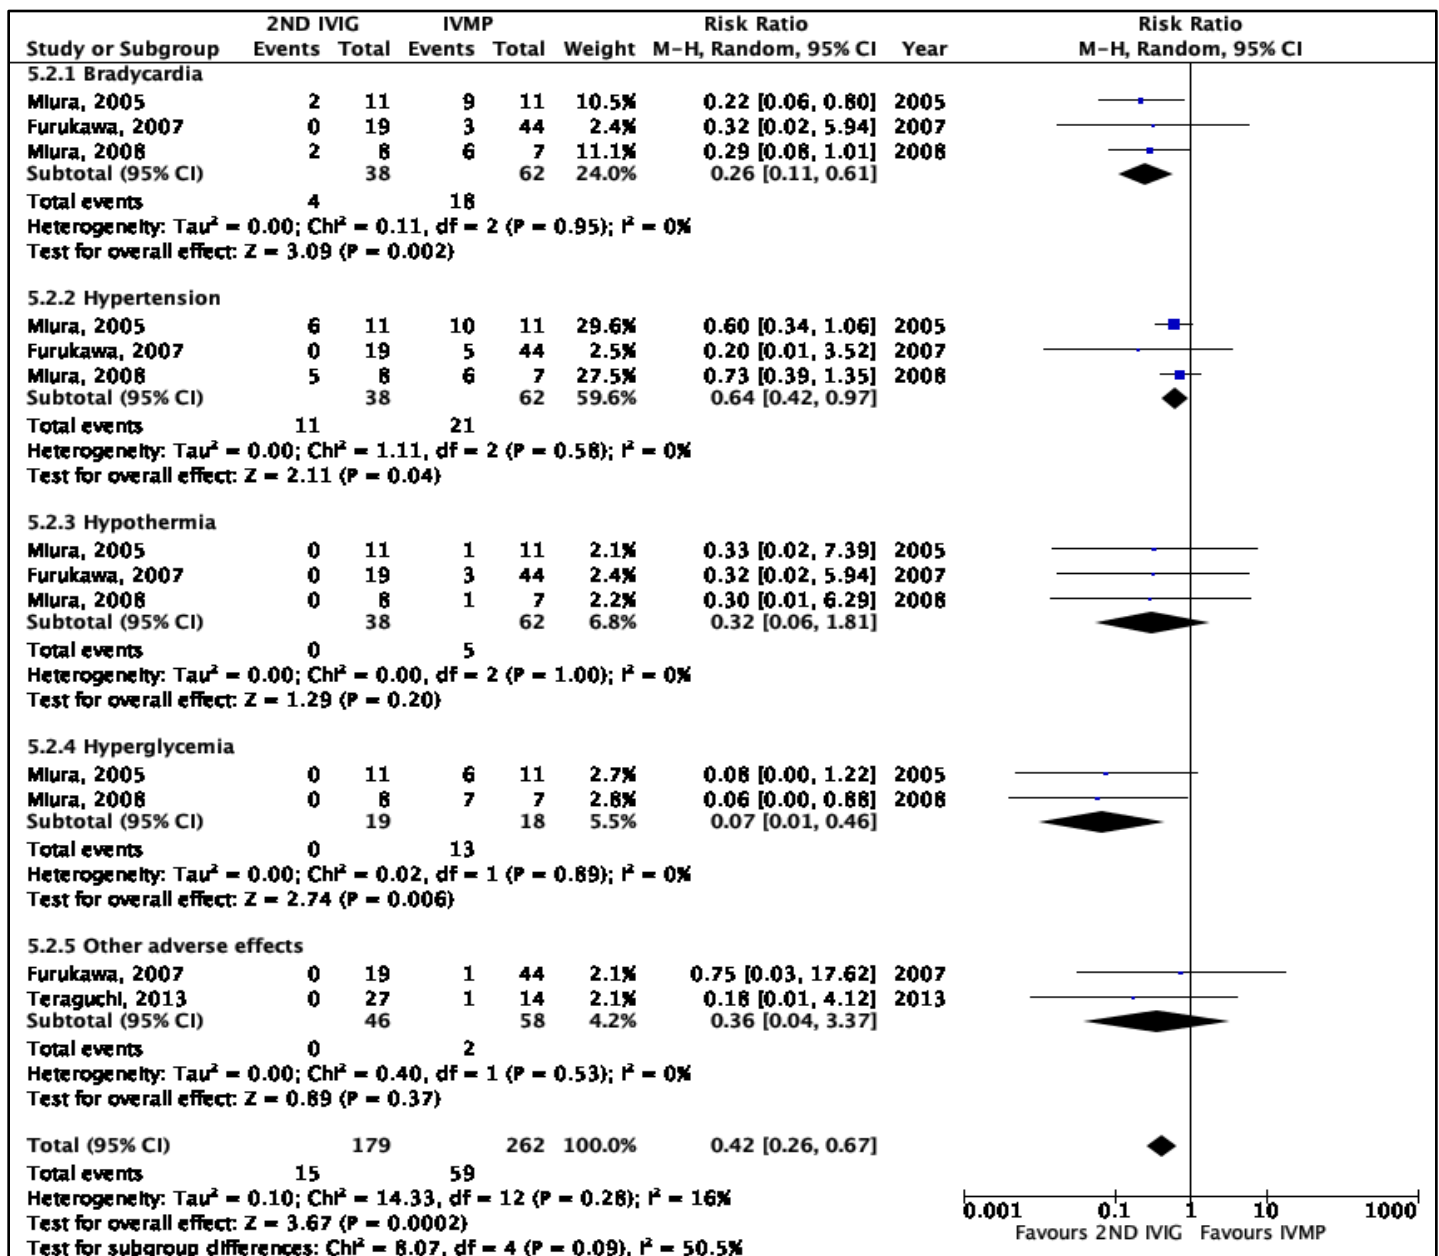 2ND IVIG IVMP Risk Ratio Risk Ratio
Study or Subgroup Events Total Events Total Weight M-H, Random, 95% CI Year M-H, Random, 95% CI
5.2.1 Bradycardia
Miura, 2005 2 11 9 11 10.5% 0.22 [0.06, 0.80] 2005
Furukawa, 2007 0 19 3 44 2.4% 0.32 [0.02, 5.94] 2007
Miura, 2008 2 8 6 7 11.1% 0.29 [0.08, 1.01] 2008
Subtotal (95% CI) 38 62 24.0% 0.26 [0.11, 0.61]
Total events 4 18
Heterogeneity: Tau² = 0.00; Chi² = 0.11, df = 2 (P = 0.95); I² = 0%
Test for overall effect: Z = 3.09 (P = 0.002)
5.2.2 Hypertension
Miura, 2005 6 11 10 11 29.6% 0.60 [0.34, 1.06] 2005
Furukawa, 2007 0 19 5 44 2.5% 0.20 [0.01, 3.52] 2007
Miura, 2008 5 8 6 7 27.5% 0.73 [0.39, 1.35] 2008
Subtotal (95% CI) 38 62 59.6% 0.64 [0.42, 0.97]
Total events 11 21
Heterogeneity: Tau² = 0.00; Chi² = 1.11, df = 2 (P = 0.58); I² = 0%
Test for overall effect: Z = 2.11 (P = 0.04)
5.2.3 Hypothermia
Miura, 2005 0 11 1 11 2.1% 0.33 [0.02, 7.39] 2005
Furukawa, 2007 0 19 3 44 2.4% 0.32 [0.02, 5.94] 2007
Miura, 2008 0 8 1 7 2.2% 0.30 [0.01, 6.29] 2008
Subtotal (95% CI) 38 62 6.8% 0.32 [0.06, 1.81]
Total events 0 5
Heterogeneity: Tau² = 0.00; Chi² = 0.00, df = 2 (P = 1.00); I² = 0%
Test for overall effect: Z = 1.29 (P = 0.20)
5.2.4 Hyperglycemia
Miura, 2005 0 11 6 11 2.7% 0.08 [0.00, 1.22] 2005
Miura, 2008 0 8 7 7 2.8% 0.06 [0.00, 0.88] 2008
Subtotal (95% CI) 19 18 5.5% 0.07 [0.01, 0.46]
Total events 0 13
Heterogeneity: Tau² = 0.00; Chi² = 0.02, df = 1 (P = 0.89); I² = 0%
Test for overall effect: Z = 2.74 (P = 0.006)
5.2.5 Other adverse effects
Furukawa, 2007 0 19 1 44 2.1% 0.75 [0.03, 17.62] 2007
Teraguchi, 2013 0 27 1 14 2.1% 0.18 [0.01, 4.12] 2013
Subtotal (95% CI) 46 58 4.2% 0.36 [0.04, 3.37]
Total events 0 2
Heterogeneity: Tau² = 0.00; Chi² = 0.40, df = 1 (P = 0.53); I² = 0%
Test for overall effect: Z = 0.89 (P = 0.37)
Total (95% CI) 179 262 100.0% 0.42 [0.26, 0.67]
Total events 15 59
Heterogeneity: Tau² = 0.10; Chi² = 14.33, df = 12 (P = 0.28); I² = 16%
Test for overall effect: Z = 3.67 (P = 0.0002)
Test for subgroup differences: Chi² = 8.07, df = 4 (P = 0.09), I² = 50.5%
0.001 0.1 1 10 1000
Favours 2ND IVIG Favours IVMP